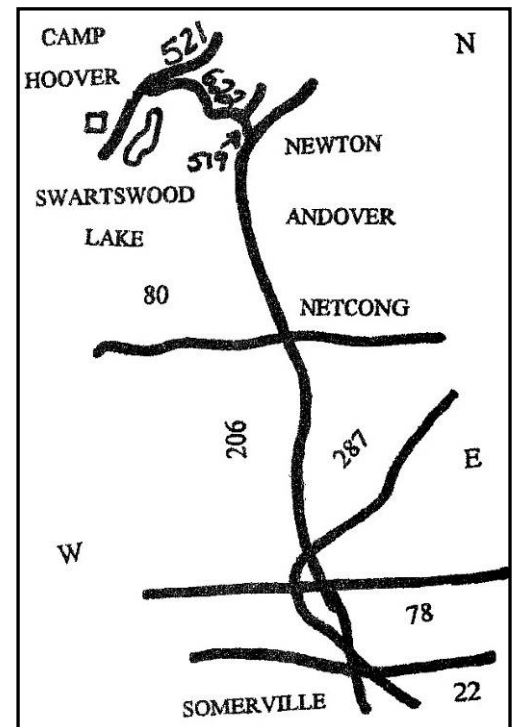 CAMP
HOOVER
521
N
622
519
NEWTON
SWARTSWOOD
LAKE
ANDOVER
80
NETCONG
206
287
E
W
78
22
SOMERVILLE